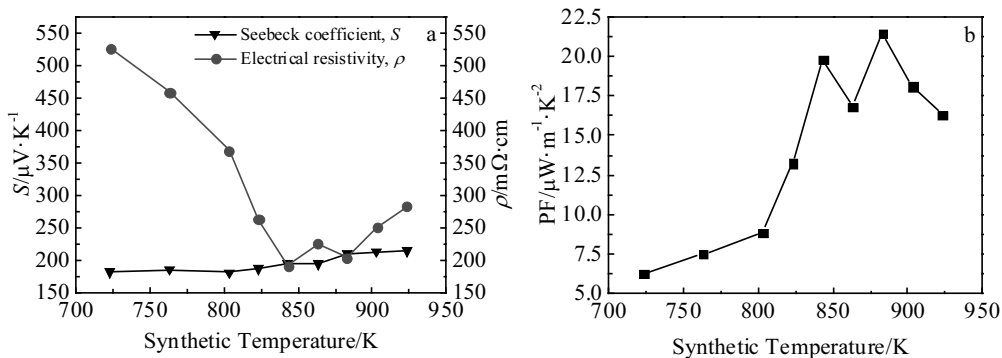 Seebeck coefficient, S
Electrical resistivity, ρ
a
550
500
450
400
350
300
250
200
150
S/μV·K⁻¹
550
500
450
400
350
300
250
200
150
ρ/mΩ·cm
700 750 800 850 900 950
Synthetic Temperature/K
b
22.5
20.0
17.5
15.0
12.5
10.0
7.5
5.0
PF/μW·m⁻¹·K⁻²
700 750 800 850 900 950
Synthetic Temperature/K